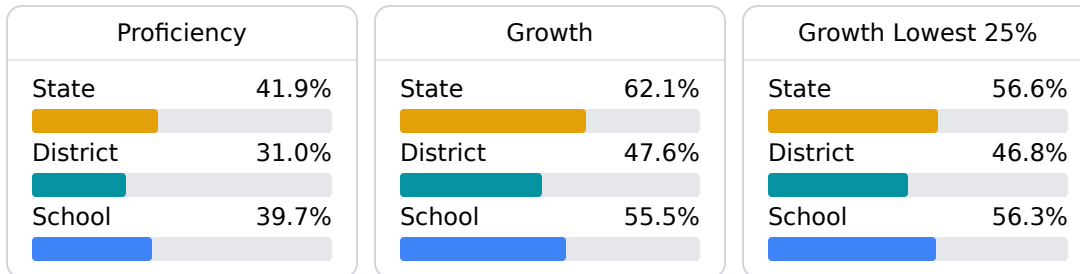 Proficiency
State 41.9%
District 31.0%
School 39.7%
Growth
State 62.1%
District 47.6%
School 55.5%
Growth Lowest 25%
State 56.6%
District 46.8%
School 56.3%